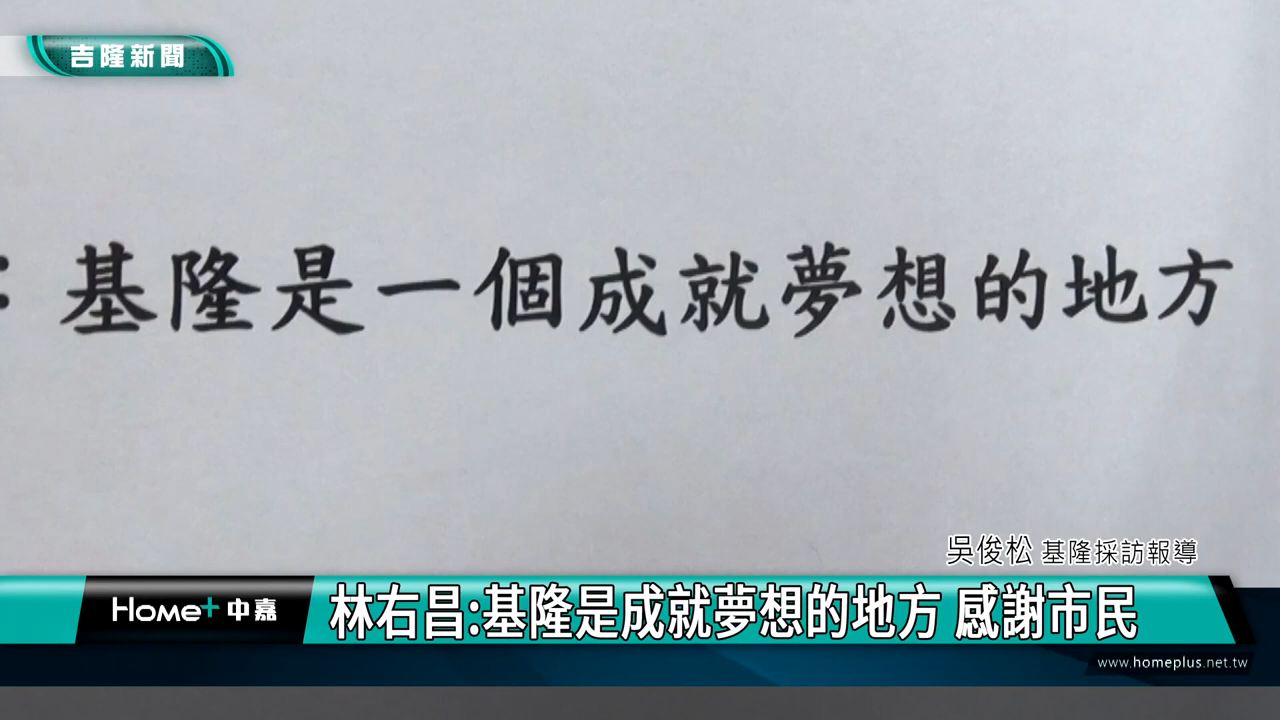 吉隆新聞
：基隆是一個成就夢想的地方
吳俊松 基隆採訪報導
Home+中嘉
林右昌:基隆是成就夢想的地方 感謝市民
www.homeplus.net.tw